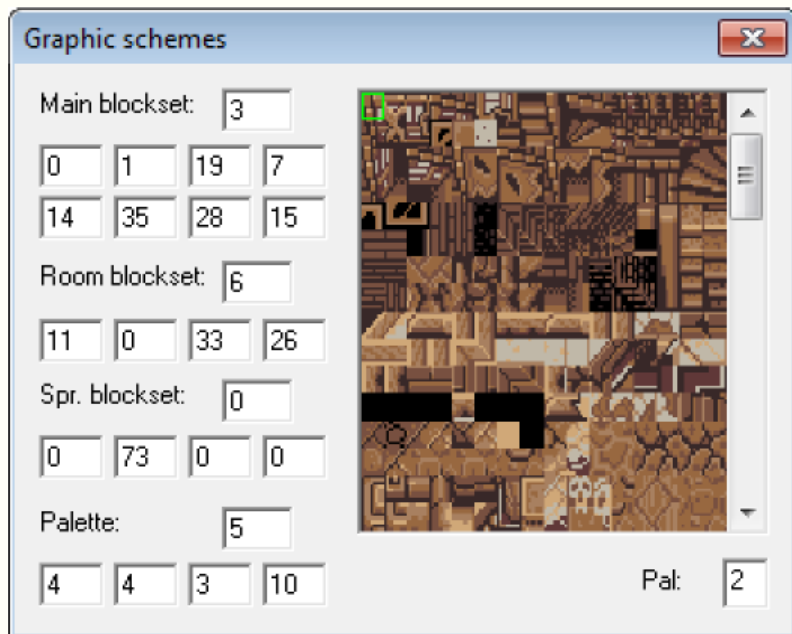 Graphic schemes
Main blockset: 3
0 1 19 7
14 35 28 15
Room blockset: 6
11 0 33 26
Spr. blockset: 0
0 73 0 0
Palette: 5
4 4 3 10
Pal: 2